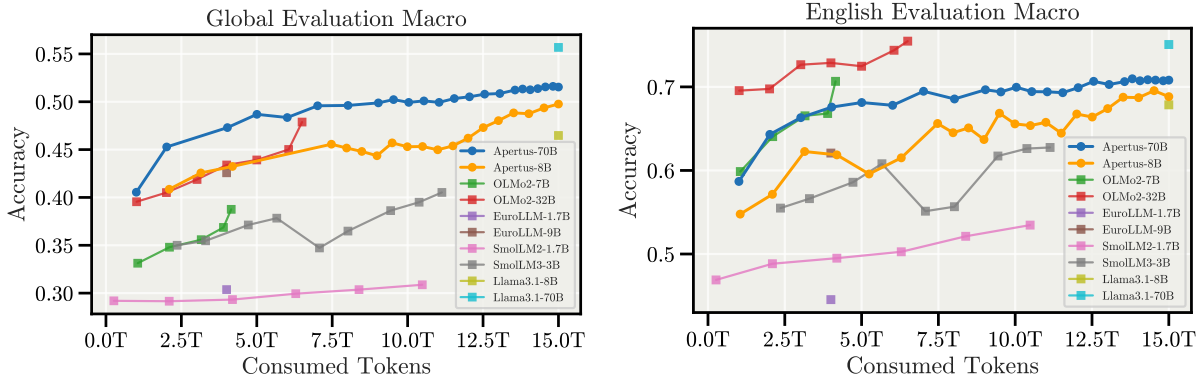 Global Evaluation Macro
Accuracy
0.55
0.50
0.45
0.40
0.35
0.30
Apertus-70B
Apertus-8B
OLMo2-7B
OLMo2-32B
EuroLLM-1.7B
EuroLLM-9B
SmolLM2-1.7B
SmolLM3-3B
Llama3.1-8B
Llama3.1-70B
0.0T 2.5T 5.0T 7.5T 10.0T 12.5T 15.0T
Consumed Tokens
English Evaluation Macro
Accuracy
0.7
0.6
0.5
Apertus-70B
Apertus-8B
OLMo2-7B
OLMo2-32B
EuroLLM-1.7B
EuroLLM-9B
SmolLM2-1.7B
SmolLM3-3B
Llama3.1-8B
Llama3.1-70B
0.0T 2.5T 5.0T 7.5T 10.0T 12.5T 15.0T
Consumed Tokens